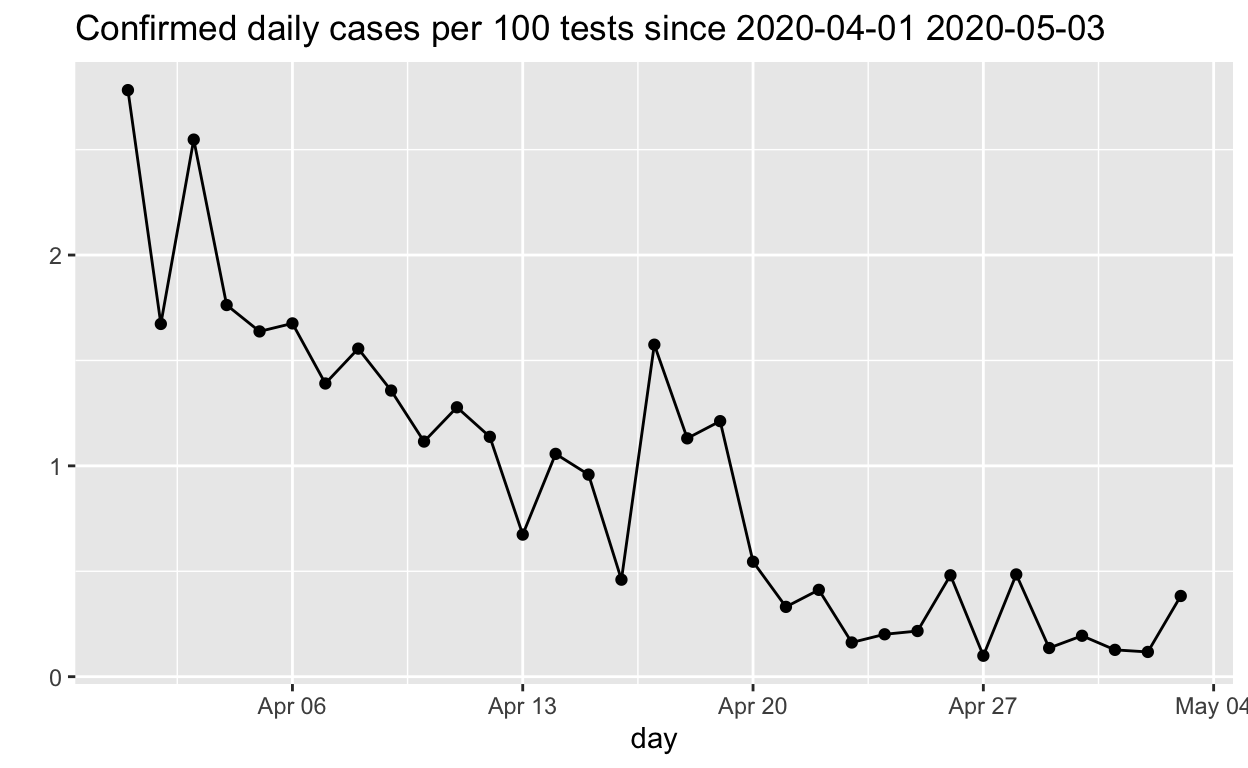 Confirmed daily cases per 100 tests since 2020-04-01 2020-05-03
2
1
0
Apr 06 Apr 13 Apr 20 Apr 27 May 04
day